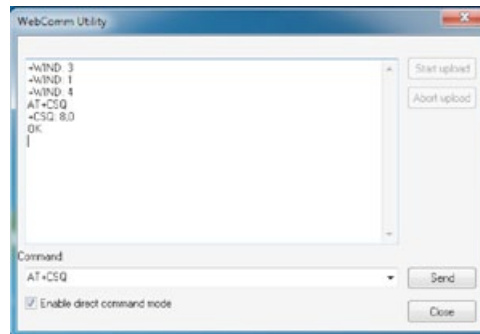 WebComm Utility
+WIND: 3
+WIND: 1
+WIND: 4
AT+CSQ
+CSQ: 8,0
OK
Start upload
Abort upload
Command
AT+CSQ
Send
Enable direct command mode
Close